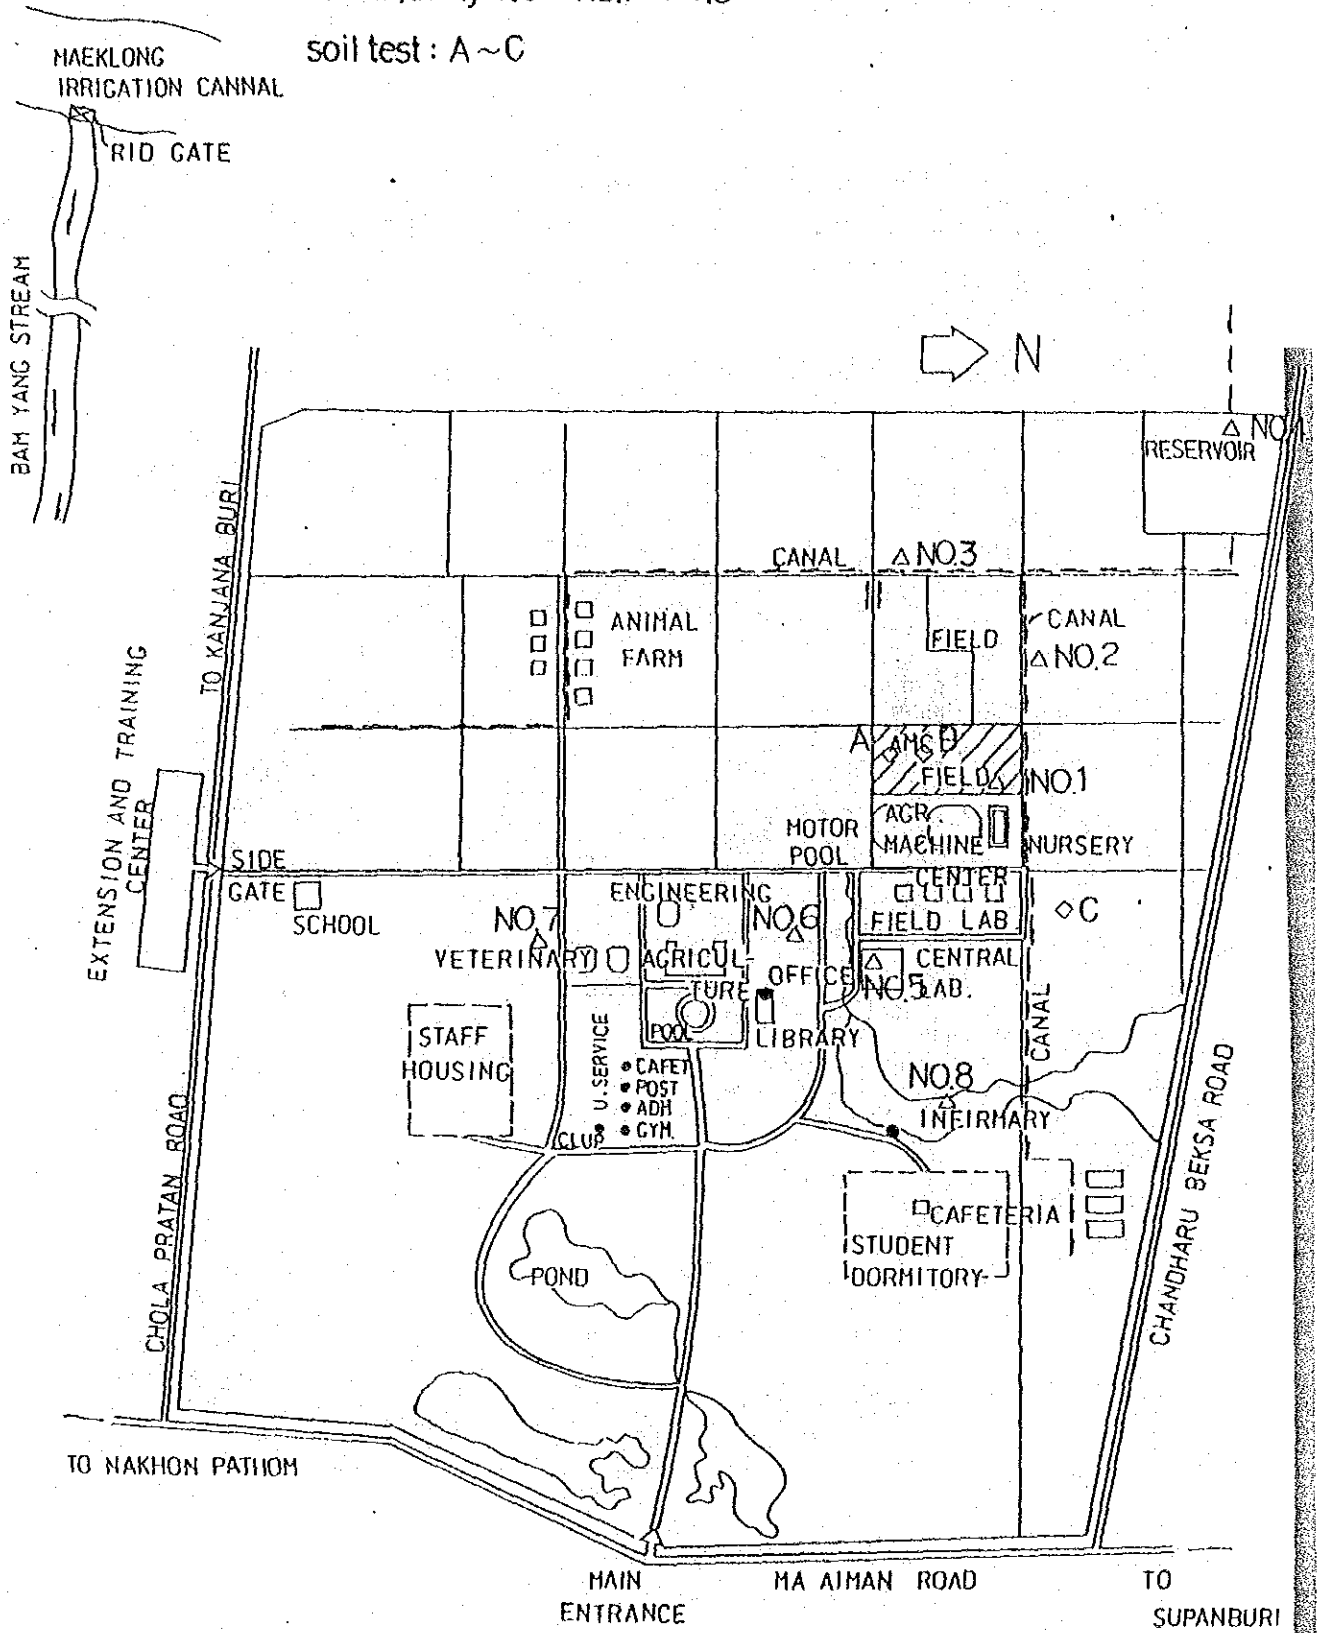 soil test : A~C
MAEKLONG
IRRIGATION CANNAL
RID GATE
BAM YANG STREAM
N
NO.
RESERVOIR
TO KANJANA BURI
CANAL
NO.3
ANIMAL
FARM
FIELD
CANAL
NO.2
EXTENSION AND TRAINING
CENTER
A
AMC
FIELD
NO.1
MOTOR
POOL
AGR.
MACHINE
NURSERY
SIDE
GATE
SCHOOL
ENGINEERING
CENTER
FIELD LAB
C
NO.7
NO.6
VETERINARY
AGRICUL-
TURE
OFFICE
NO.5
CENTRAL
LAB.
STAFF
HOUSING
U. SERVICE
POOL
LIBRARY
CANAL
CAFET
POST
ADH
GYM.
CLUP
NO.8
INFIRMARY
CHOLA PRATAN ROAD
CHANDHARU BEKSA ROAD
CAFETERIA
STUDENT
DORMITORY
POND
TO NAKHON PATHOM
MAIN
ENTRANCE
MA AIMAN ROAD
TO
SUPANBURI